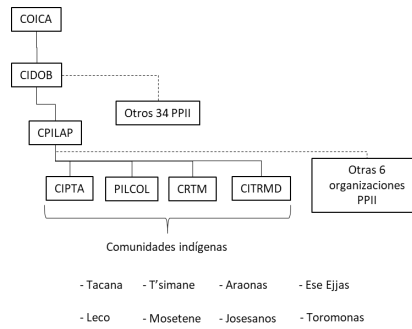 COICA
CIDOB
Otros 34 PPII
CPILAP
CIPTA
PILCOL
CRTM
CITRMD
Otras 6
organizaciones
PPII
Comunidades indígenas
- Tacana - T'simane - Araonas - Ese Ejjas
- Leco - Mosetene - Josesanos - Toromonas